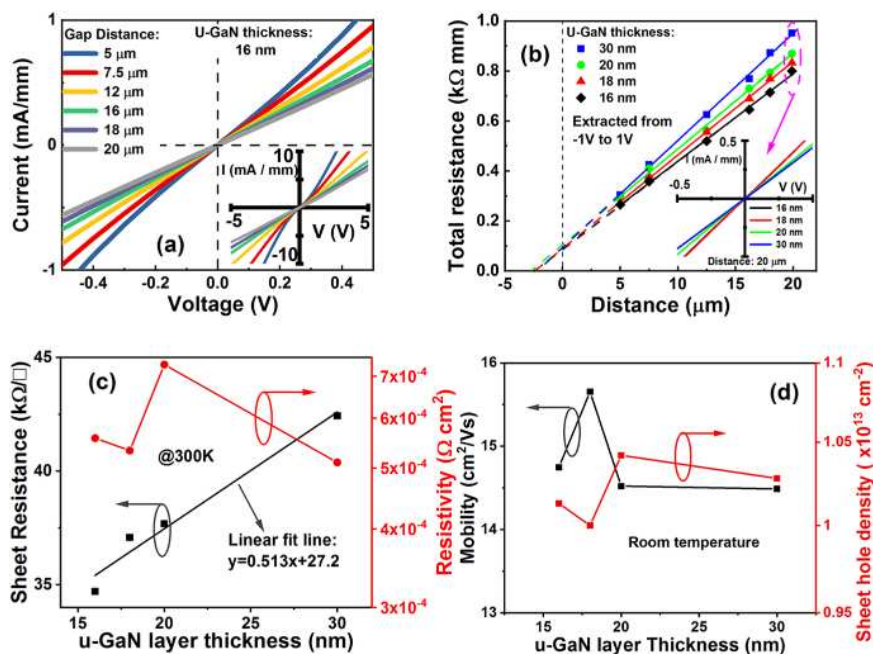 Gap Distance:
5 μm
7.5 μm
12 μm
16 μm
18 μm
20 μm
U-GaN thickness:
16 nm
Current (mA/mm)
1
0
-1
-0.4
-0.2
0.0
0.2
0.4
Voltage (V)
(a)
10
I (mA / mm)
-5
5
V (V)
-10
(b)
U-GaN thickness:
30 nm
20 nm
18 nm
16 nm
Extracted from
-1V to 1V
Total resistance (kΩ mm)
1.0
0.8
0.6
0.4
0.2
0.0
-5
0
5
10
15
20
25
Distance (μm)
0.5
I (mA / mm)
-0.5
V (V)
16 nm
18 nm
20 nm
30 nm
Distance: 20 μm
(c)
Sheet Resistance (kΩ/□)
45
40
35
@300K
Linear fit line:
y=0.513x+27.2
7x10-4
6x10-4
5x10-4
4x10-4
3x10-4
Resistivity (Ω cm2)
15
20
25
30
u-GaN layer thickness (nm)
(d)
Mobility (cm2/Vs)
16
15
14
13
Room temperature
1.1
1.05
1
0.95
Sheet hole density ( x1013 cm-2)
15
20
25
30
u-GaN layer Thickness (nm)